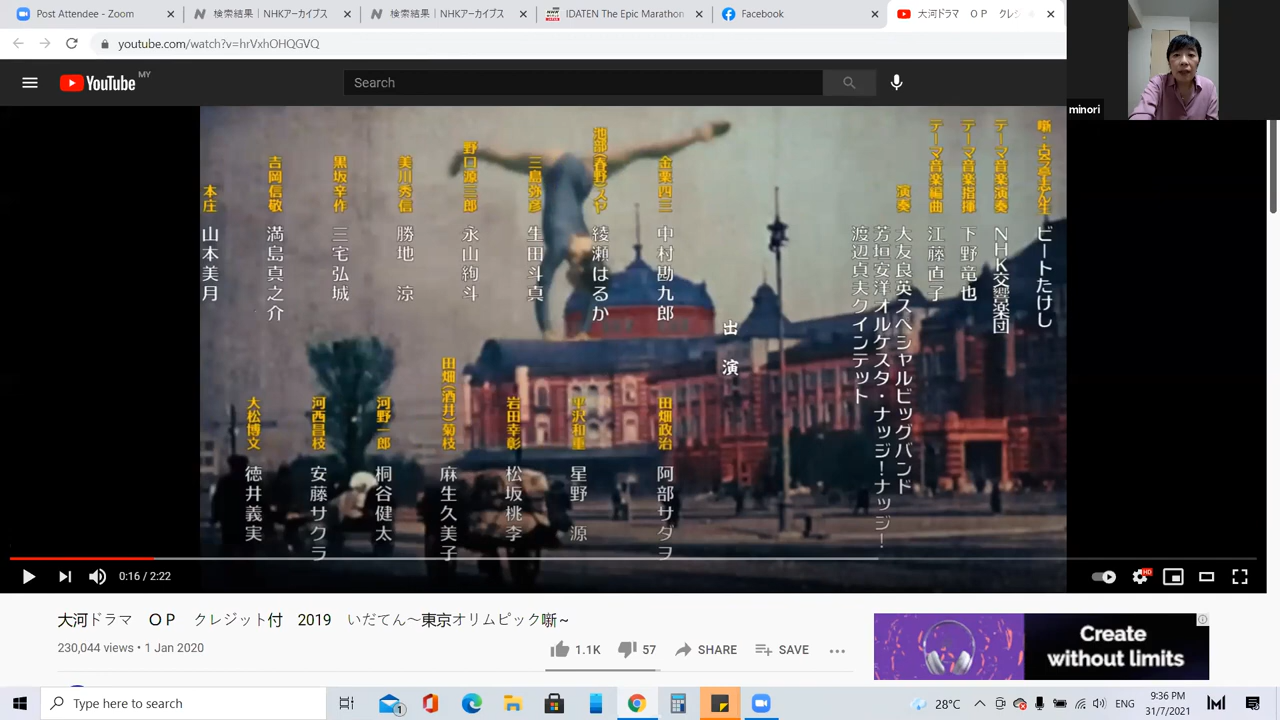 Post Attendee - Zoom
検索結果 | NHKアーカイブス
検索結果 | NHKアーカイブス
IDATEN The Epic Marathon
Facebook
大河ドラマ ＯＰ クレジ
youtube.com/watch?v=hrVxhOHQGVQ
YouTube MY
Search
minori
噺・古今亭志ん生 ビートたけし
テーマ音楽演奏 NHK交響楽団
テーマ音楽指揮 下野竜也
テーマ音楽編曲 江藤直子
演奏 大友良英スペシャルビッグバンド
芳垣安洋オルケスタ・ナッジ！ナッジ！
渡辺貞夫クインテット
出演
金栗四三 中村勘九郎
池部(春野)スヤ 綾瀬はるか
三島弥彦 生田斗真
野口源三郎 永山絢斗
美川秀信 勝地 涼
黒坂辛作 三宅弘城
吉岡信敬 満島真之介
本庄 山本美月
田畑政治 阿部サダヲ
平沢和重 星野 源
岩田幸彰 松坂桃李
田畑(酒井)菊枝 麻生久美子
河野一郎 桐谷健太
河西昌枝 安藤サクラ
大松博文 徳井義実
0:16 / 2:22
HD
大河ドラマ ＯＰ クレジット付 2019 いだてん～東京オリムピック噺~
230,044 views • 1 Jan 2020
1.1K
57
SHARE
SAVE
Create
without limits
Type here to search
1
28°C
ENG
9:36 PM
31/7/2021